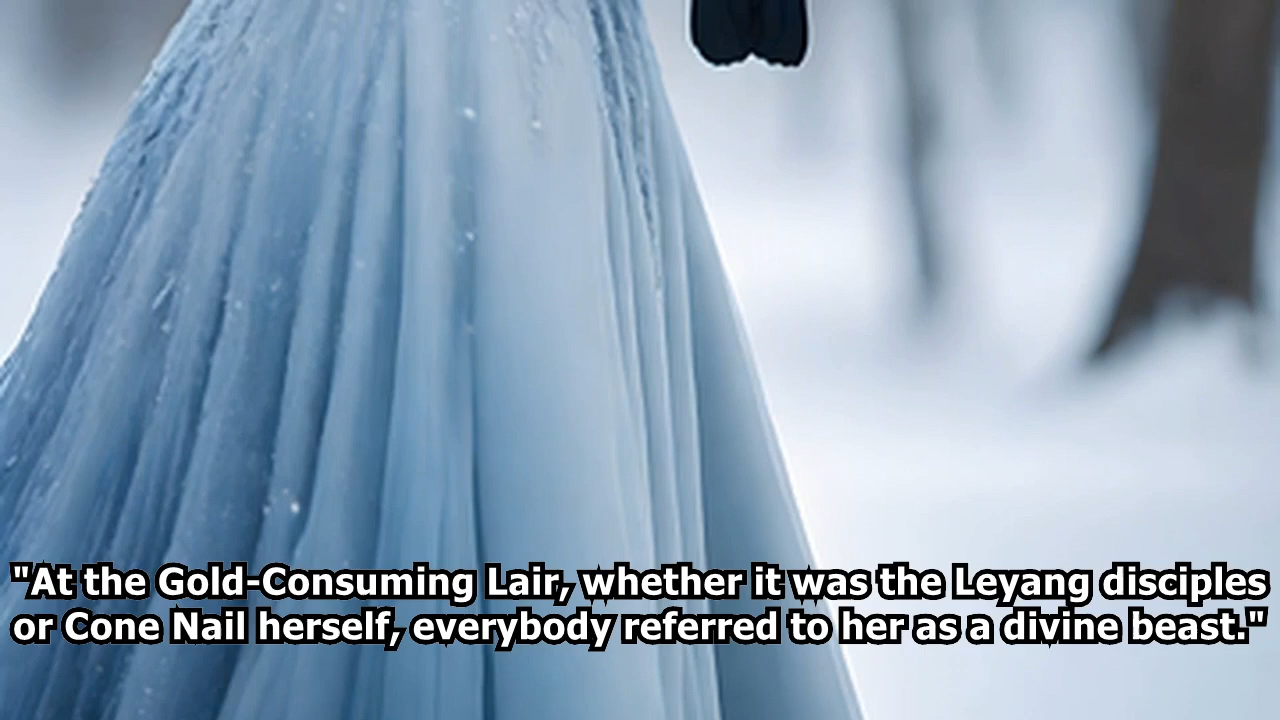 "At the Gold-Consuming Lair, whether it was the Leyang disciples
or Cone Nail herself, everybody referred to her as a divine beast."